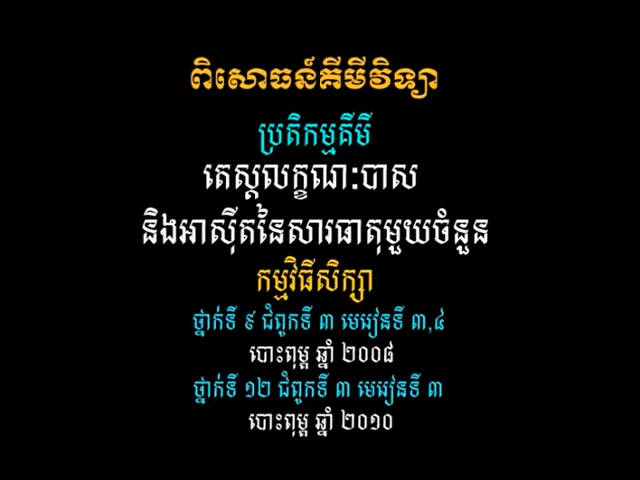 ពិសោធន៍គីមីវិទ្យា
ប្រតិកម្មគីមី
តេស្តលក្ខណៈបាស
និងអាស៊ីតនៃសារធាតុមួយចំនួន
កម្មវិធីសិក្សា
ថ្នាក់ទី ៩ ជំពូកទី ៣ មេរៀនទី ៣,៤
បោះពុម្ព ឆ្នាំ ២០០៨
ថ្នាក់ទី ១២ ជំពូកទី ៣ មេរៀនទី ៣
បោះពុម្ព ឆ្នាំ ២០១០